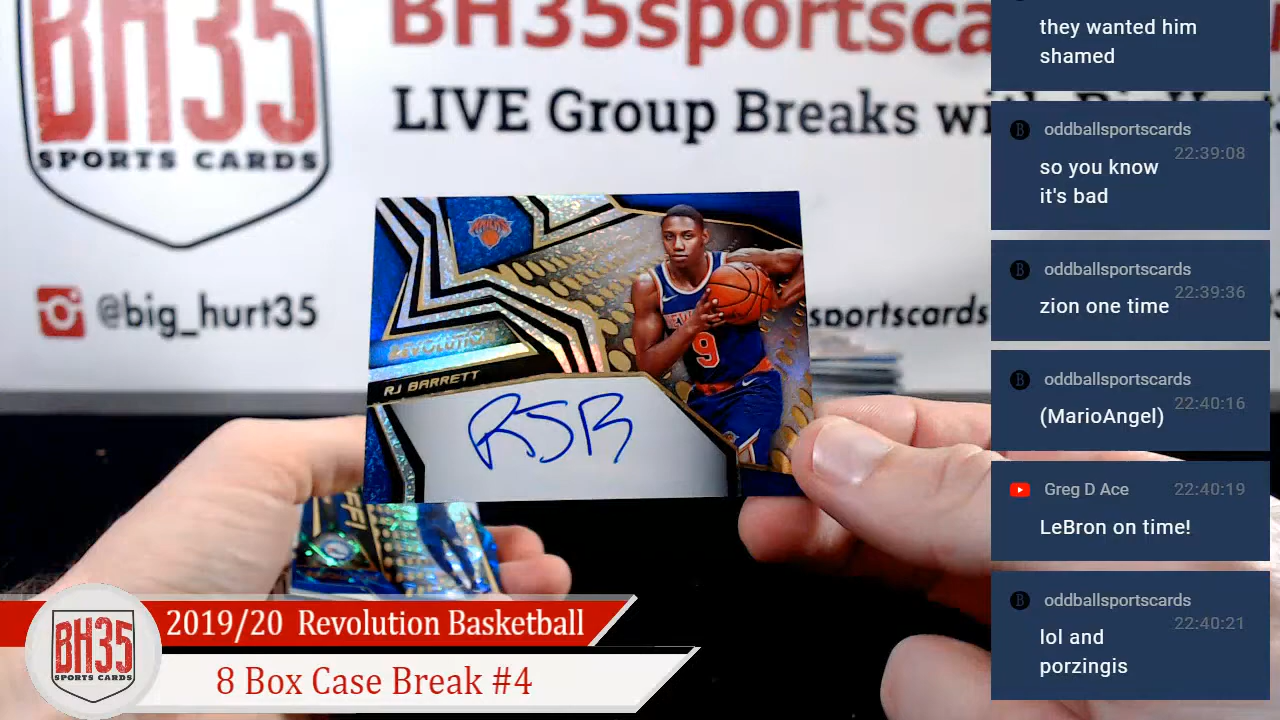 BH35
SPORTS CARDS
BH35sportsca
LIVE Group Breaks wi
@big_hurt35
sportscards
REVOLUTION
RJ BARRETT
RJB
9
2019/20 Revolution Basketball
8 Box Case Break #4
BH35
SPORTS CARDS
they wanted him
shamed
oddballsportscards
22:39:08
so you know
it's bad
oddballsportscards
22:39:36
zion one time
oddballsportscards
22:40:16
(MarioAngel)
Greg D Ace 22:40:19
LeBron on time!
oddballsportscards
22:40:21
lol and
porzingis